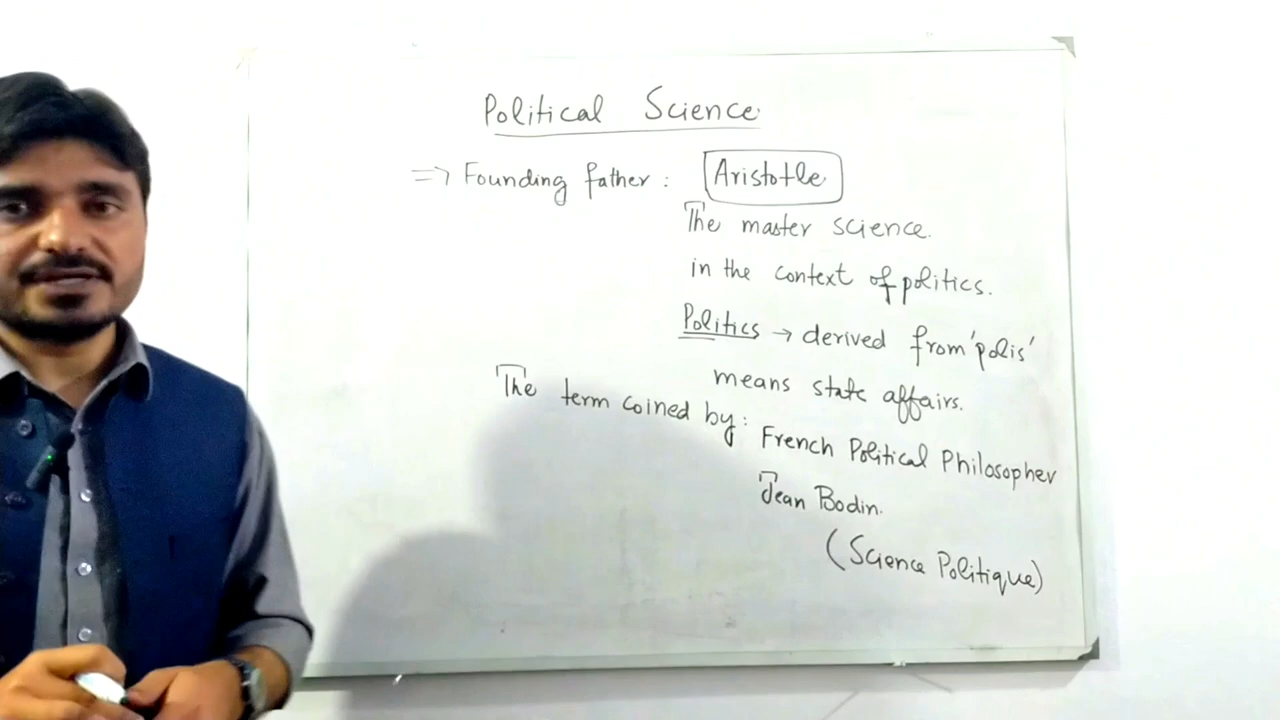 Political Science
=> Founding father : Aristotle
The master science.
in the context of politics.
Politics → derived from 'polis'
means state affairs.
The term coined by: French Political Philosopher
Jean Bodin.
(Science Politique)